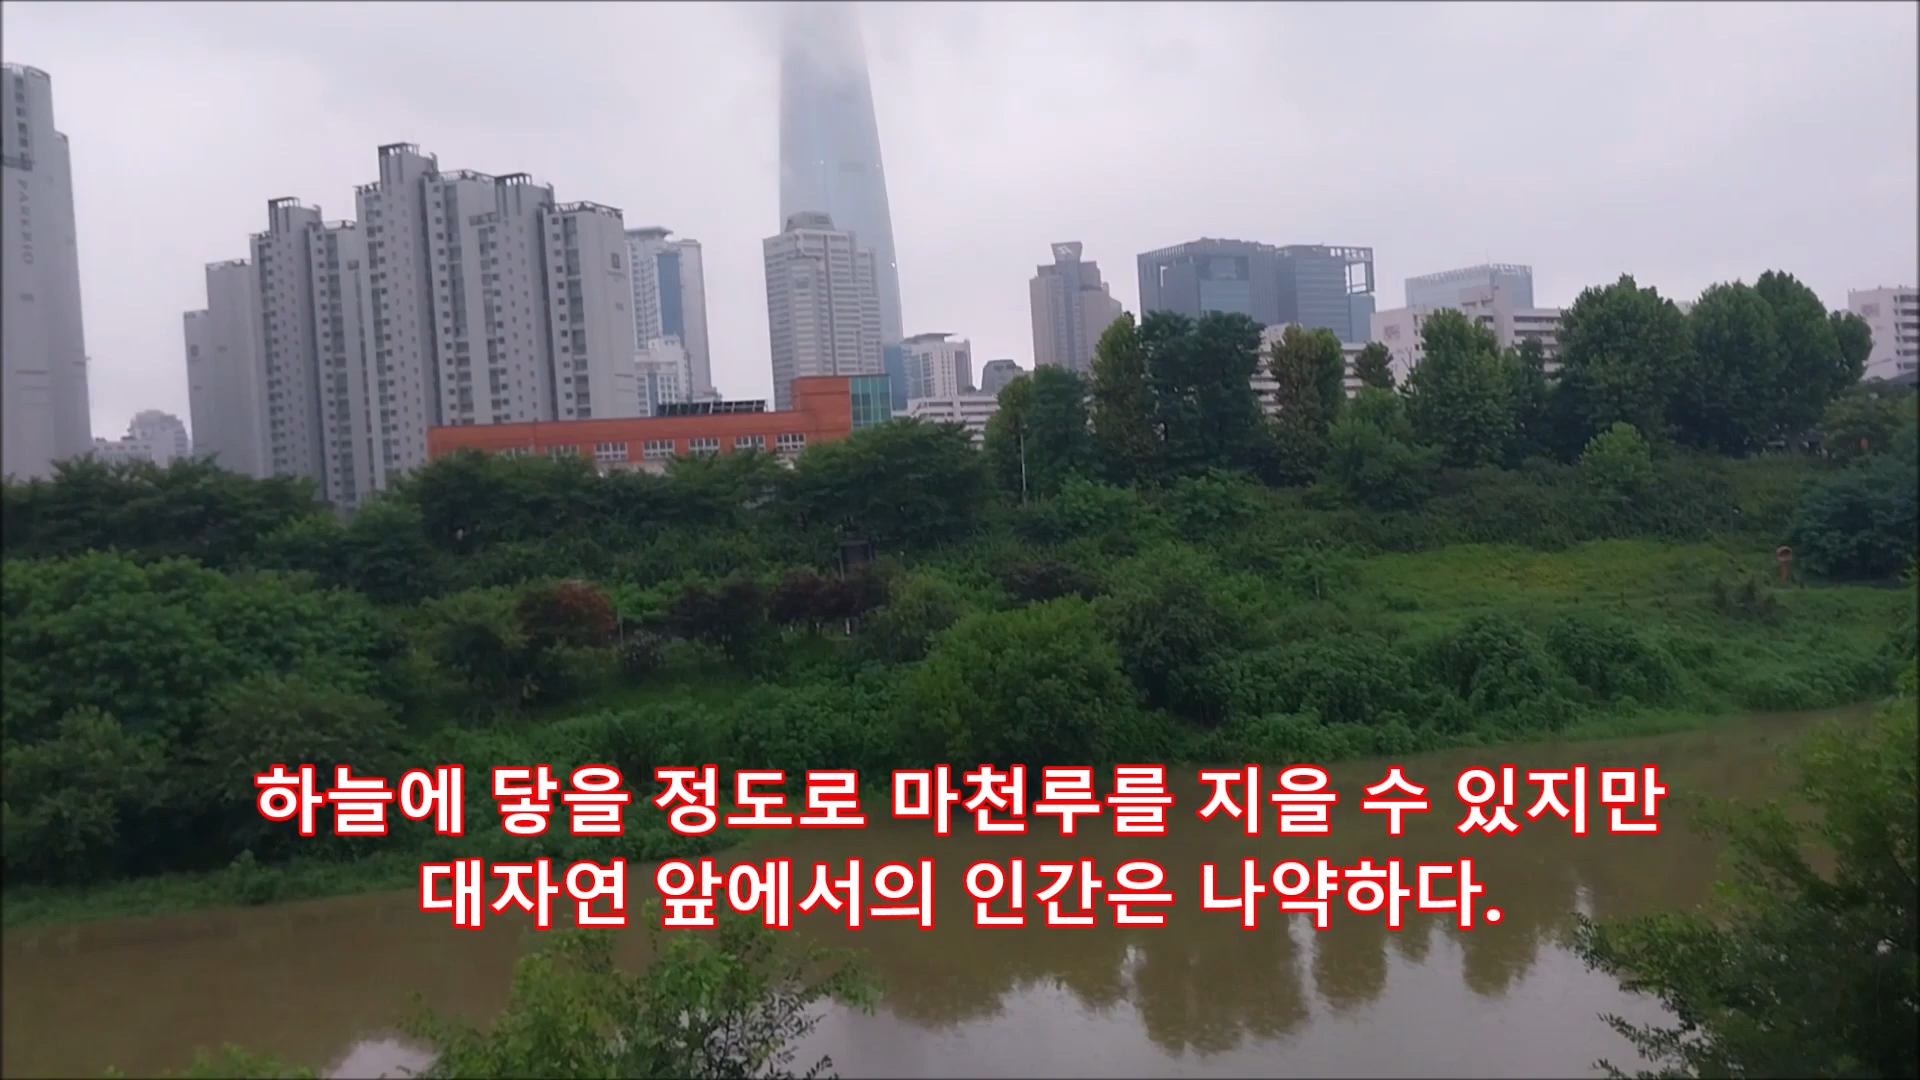 PARKRIO
하늘에 닿을 정도로 마천루를 지을 수 있지만
대자연 앞에서의 인간은 나약하다.